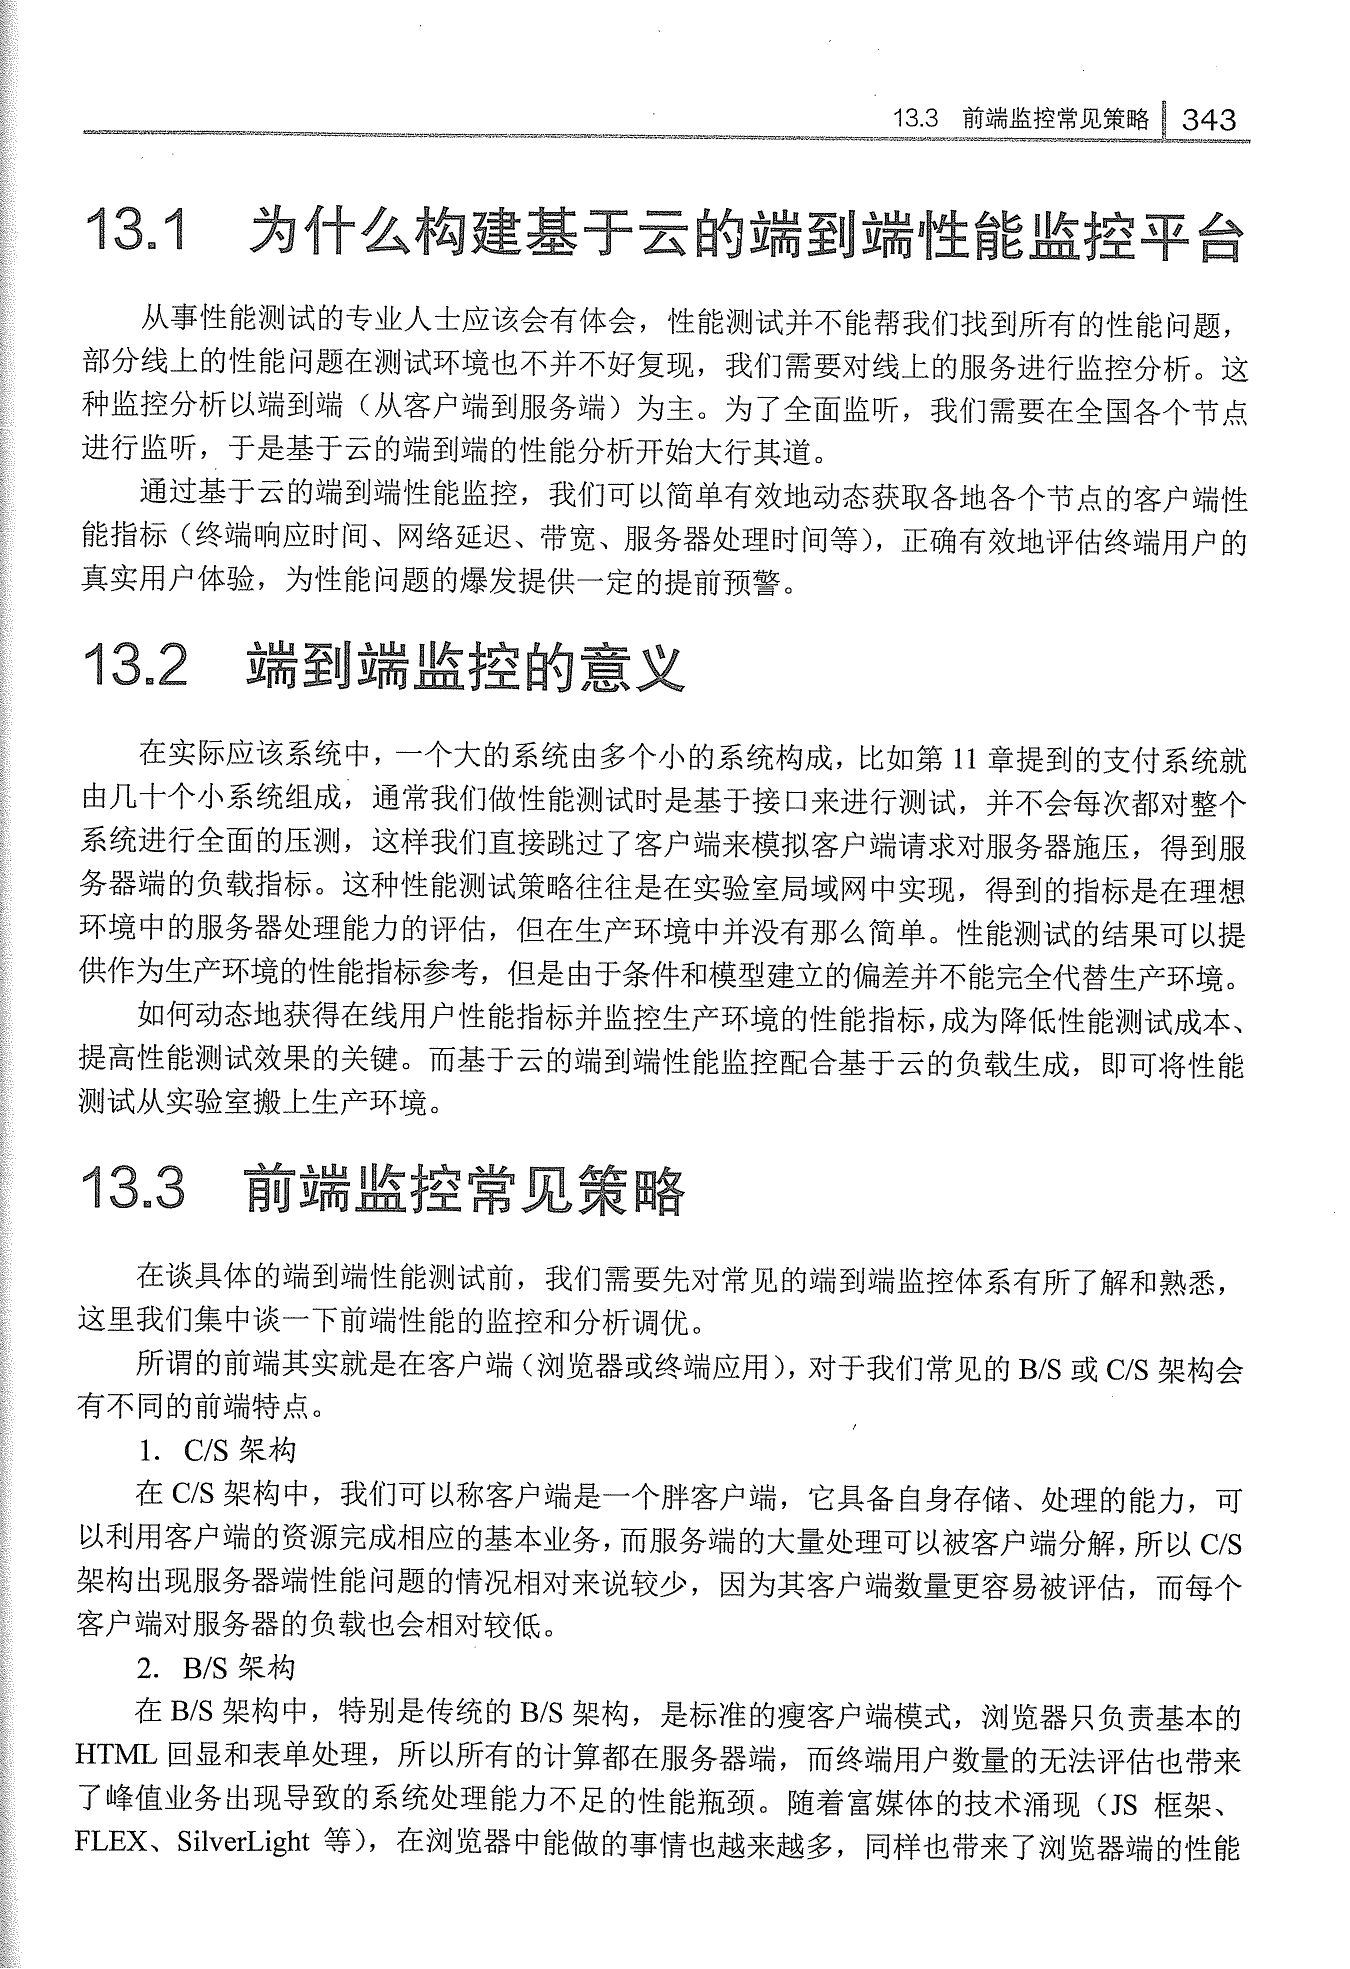 13.3 前端监控常见策略 343
13.1 为什么构建基于云的端到端性能监控平台
从事性能测试的专业人士应该会有体会，性能测试并不能帮我们找到所有的性能问题，
部分线上的性能问题在测试环境也不并不好复现，我们需要对线上的服务进行监控分析。这
种监控分析以端到端（从客户端到服务端）为主。为了全面监听，我们需要在全国各个节点
进行监听，于是基于云的端到端的性能分析开始大行其道。
通过基于云的端到端性能监控，我们可以简单有效地动态获取各地各个节点的客户端性
能指标（终端响应时间、网络延迟、带宽、服务器处理时间等），正确有效地评估终端用户的
真实用户体验，为性能问题的爆发提供一定的提前预警。
13.2 端到端监控的意义
在实际应该系统中，一个大的系统由多个小的系统构成，比如第 11 章提到的支付系统就
由几十个小系统组成，通常我们做性能测试时是基于接口来进行测试，并不会每次都对整个
系统进行全面的压测，这样我们直接跳过了客户端来模拟客户端请求对服务器施压，得到服
务器端的负载指标。这种性能测试策略往往是在实验室局域网中实现，得到的指标是在理想
环境中的服务器处理能力的评估，但在生产环境中并没有那么简单。性能测试的结果可以提
供作为生产环境的性能指标参考，但是由于条件和模型建立的偏差并不能完全代替生产环境。
如何动态地获得在线用户性能指标并监控生产环境的性能指标，成为降低性能测试成本、
提高性能测试效果的关键。而基于云的端到端性能监控配合基于云的负载生成，即可将性能
测试从实验室搬上生产环境。
13.3 前端监控常见策略
在谈具体的端到端性能测试前，我们需要先对常见的端到端监控体系有所了解和熟悉，
这里我们集中谈一下前端性能的监控和分析调优。
所谓的前端其实就是在客户端（浏览器或终端应用），对于我们常见的 B/S 或 C/S 架构会
有不同的前端特点。
1. C/S 架构
在 C/S 架构中，我们可以称客户端是一个胖客户端，它具备自身存储、处理的能力，可
以利用客户端的资源完成相应的基本业务，而服务端的大量处理可以被客户端分解，所以 C/S
架构出现服务器端性能问题的情况相对来说较少，因为其客户端数量更容易被评估，而每个
客户端对服务器的负载也会相对较低。
2. B/S 架构
在 B/S 架构中，特别是传统的 B/S 架构，是标准的瘦客户端模式，浏览器只负责基本的
HTML 回显和表单处理，所以所有的计算都在服务器端，而终端用户数量的无法评估也带来
了峰值业务出现导致的系统处理能力不足的性能瓶颈。随着富媒体的技术涌现（JS 框架、
FLEX、SilverLight 等），在浏览器中能做的事情也越来越多，同样也带来了浏览器端的性能